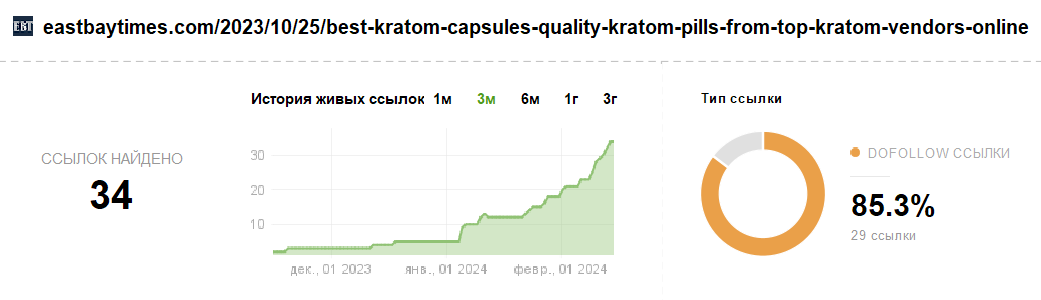 EBT eastbaytimes.com/2023/10/25/best-kratom-capsules-quality-kratom-pills-from-top-kratom-vendors-online
ССЫЛОК НАЙДЕНО
34
История живых ссылок 1м 3м 6м 1г 3г
30
20
10
дек., 01 2023 янв., 01 2024 февр., 01 2024
Тип ссылки
DOFOLLOW ССЫЛКИ
85.3%
29 ссылки